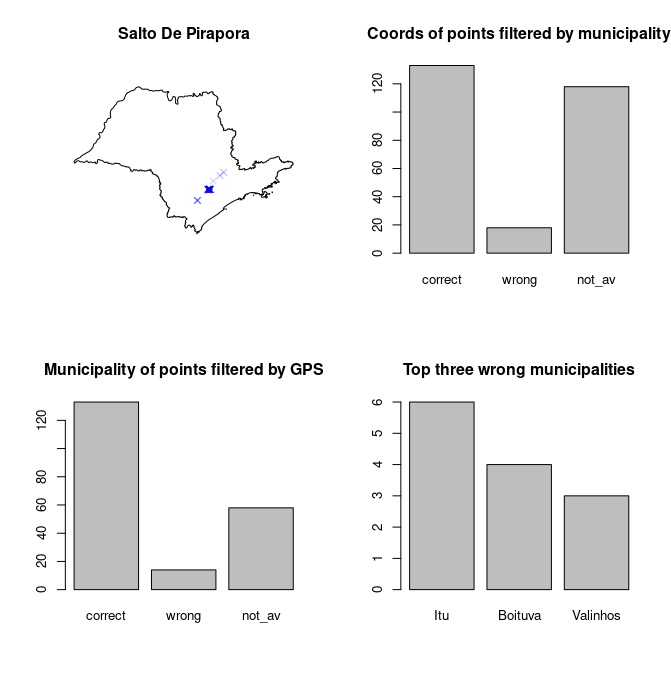 Salto De Pirapora
Coords of points filtered by municipality
120
80
60
40
20
0
correct wrong not_av
Municipality of points filtered by GPS
120
80
60
40
20
0
correct wrong not_av
Top three wrong municipalities
6
5
4
3
2
1
0
Itu Boituva Valinhos